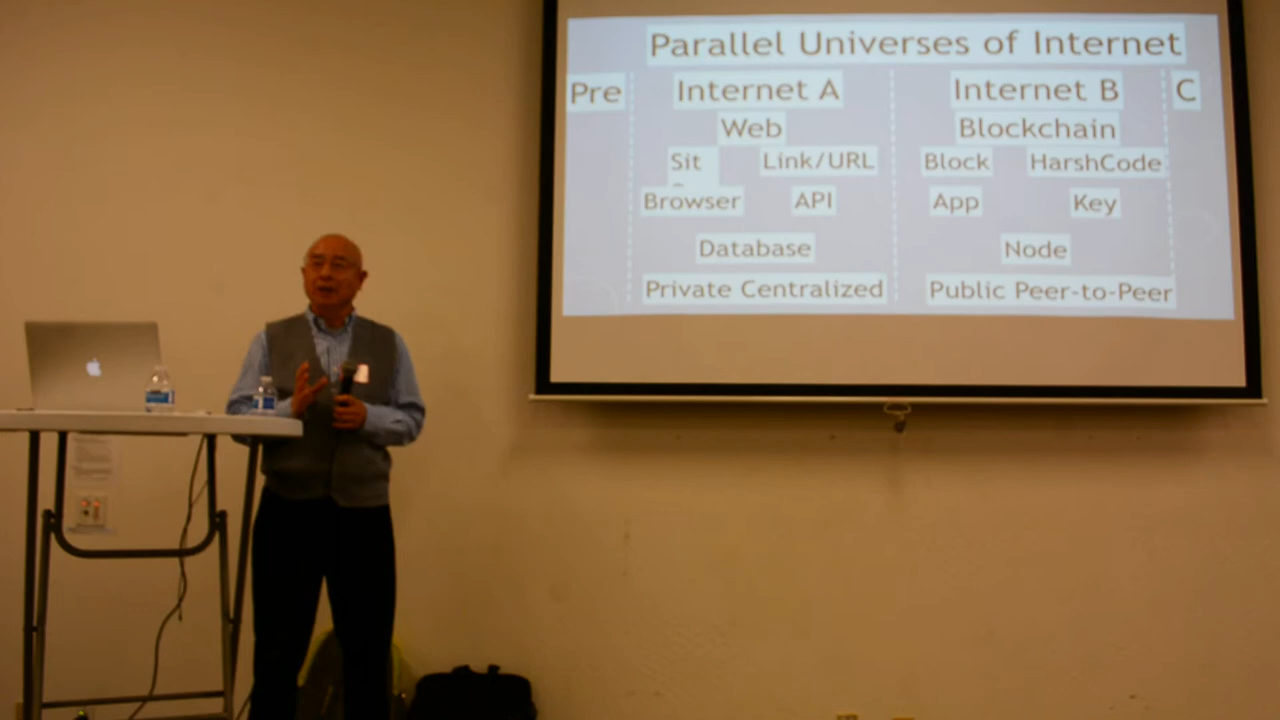 Parallel Universes of Internet
Pre Internet A Internet B C
Web Blockchain
Sit Link/URL Block HarshCode
Browser API App Key
Database Node
Private Centralized Public Peer-to-Peer